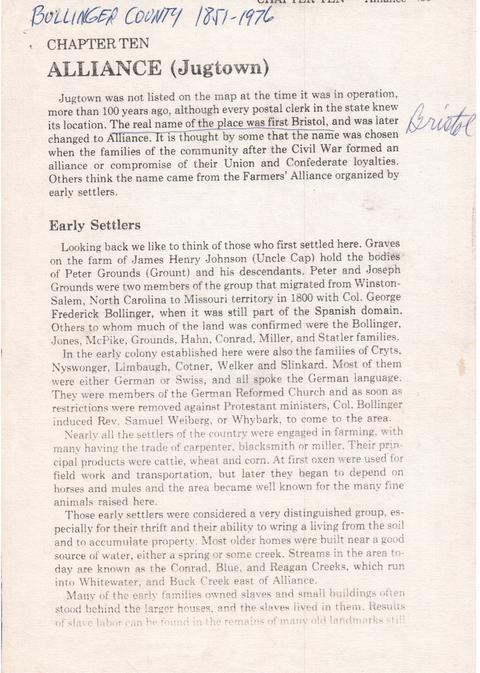 BOLLINGER COUNTY 1851-1976
CHAPTER TEN
ALLIANCE (Jugtown)
Jugtown was not listed on the map at the time it was in operation,
more than 100 years ago, although every postal clerk in the state knew
its location. The real name of the place was first Bristol, and was later
changed to Alliance. It is thought by some that the name was chosen
when the families of the community after the Civil War formed an
alliance or compromise of their Union and Confederate loyalties.
Others think the name came from the Farmers' Alliance organized by
early settlers.
Bristol
Early Settlers
Looking back we like to think of those who first settled here. Graves
on the farm of James Henry Johnson (Uncle Cap) hold the bodies
of Peter Grounds (Grount) and his descendants. Peter and Joseph
Grounds were two members of the group that migrated from Winston-
Salem, North Carolina to Missouri territory in 1800 with Col. George
Frederick Bollinger, when it was still part of the Spanish domain.
Others to whom much of the land was confirmed were the Bollinger,
Jones, McPike, Grounds, Hahn, Conrad, Miller, and Statler families.
In the early colony established here were also the families of Cryts,
Nyswonger, Limbaugh, Cotner, Welker and Slinkard. Most of them
were either German or Swiss, and all spoke the German language.
They were members of the German Reformed Church and as soon as
restrictions were removed against Protestant ministers, Col. Bollinger
induced Rev. Samuel Weiberg, or Whybark, to come to the area.
Nearly all the settlers of the country were engaged in farming, with
many having the trade of carpenter, blacksmith or miller. Their prin-
cipal products were cattie, wheat and corn. At first oxen were used for
field work and transportation, but later they began to depend on
horses and mules and the area became well known for the many fine
animals raised here.
Those early settlers were considered a very distinguished group, es-
pecially for their thrift and their ability to wring a living from the soil
and to accumulate property. Most older homes were built near a good
source of water, either a spring or some creek. Streams in the area to-
day are known as the Conrad, Blue, and Reagan Creeks, which run
into Whitewater, and Buck Creek east of Alliance.
Many of the early families owned slaves and small buildings often
stood behind the larger houses, and the slaves lived in them. Results
of slave labor can be found in the remains of many old landmarks still